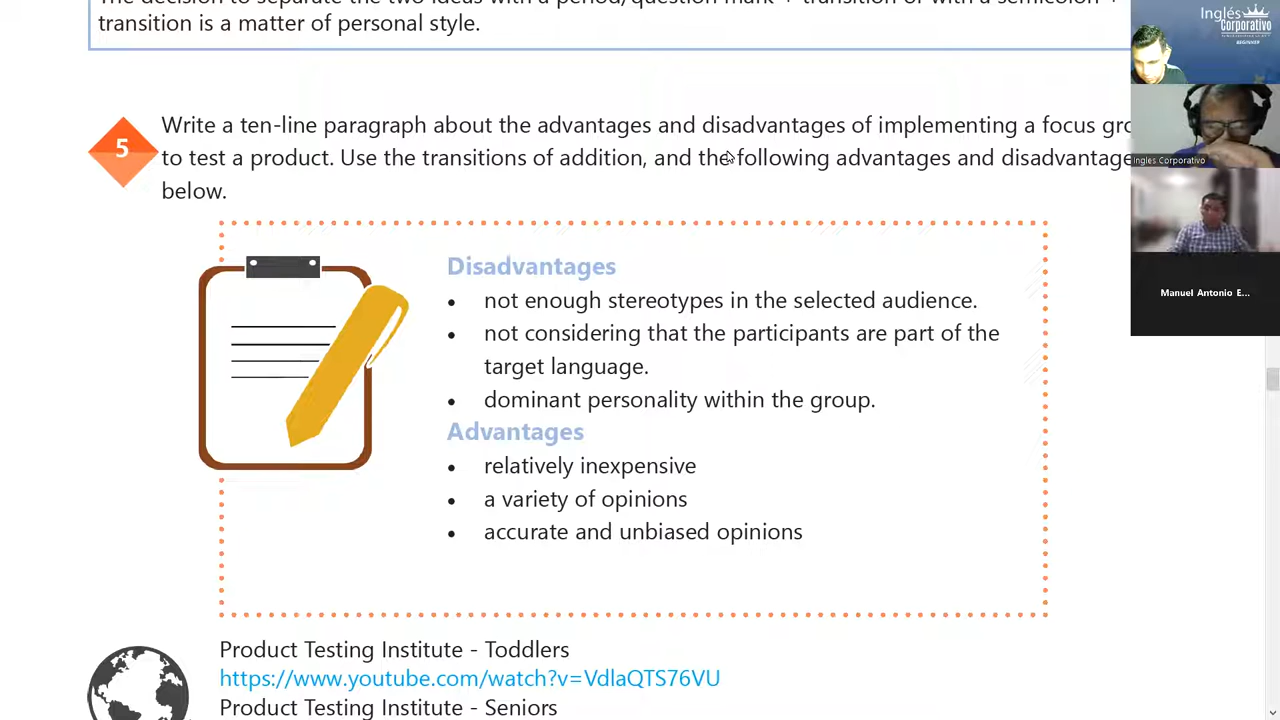 transition is a matter of personal style.
5
Write a ten-line paragraph about the advantages and disadvantages of implementing a focus
to test a product. Use the transitions of addition, and the following advantages and disadvantage
below.
Disadvantages
• not enough stereotypes in the selected audience.
• not considering that the participants are part of the
target language.
• dominant personality within the group.
Advantages
• relatively inexpensive
• a variety of opinions
• accurate and unbiased opinions
Product Testing Institute - Toddlers
https://www.youtube.com/watch?v=VdlaQTS76VU
Product Testing Institute - Seniors
Inglés
Corporativo
BEGINNER
Ingles Corporativo
Manuel Antonio E...